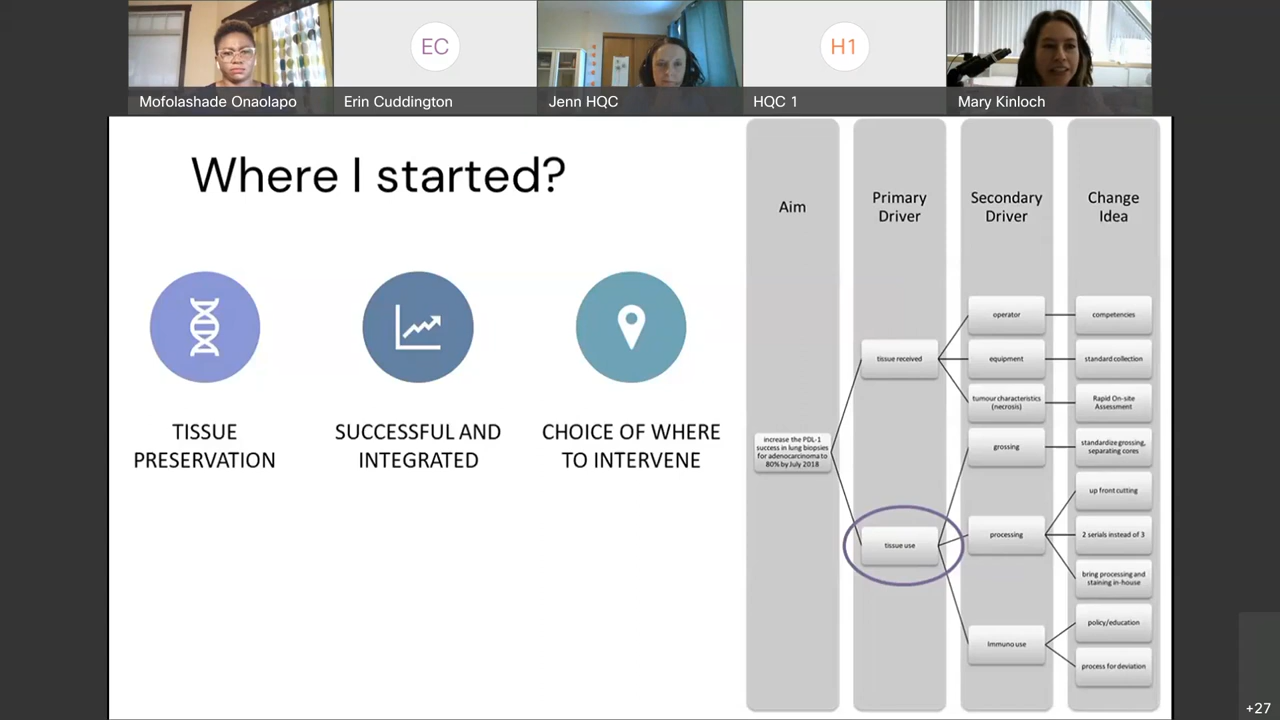 EC
H1
Mofolashade Onaolapo
Erin Cuddington
Jenn HQC
HQC 1
Mary Kinloch
Where I started?
TISSUE
PRESERVATION
SUCCESSFUL AND
INTEGRATED
CHOICE OF WHERE
TO INTERVENE
Aim
Primary
Driver
Secondary
Driver
Change
Idea
increase the PDL-1
success in lung biopsies
for adenocarcinoma to
80% by July 2018
tissue received
tissue use
operator
equipment
tumour characteristics
(necrosis)
grossing
processing
Immuno use
competencies
standard collection
Rapid On-site
Assessment
standardize grossing,
separating cores
up front cutting
2 serials instead of 3
bring processing and
staining in-house
policy/education
process for deviation
+27